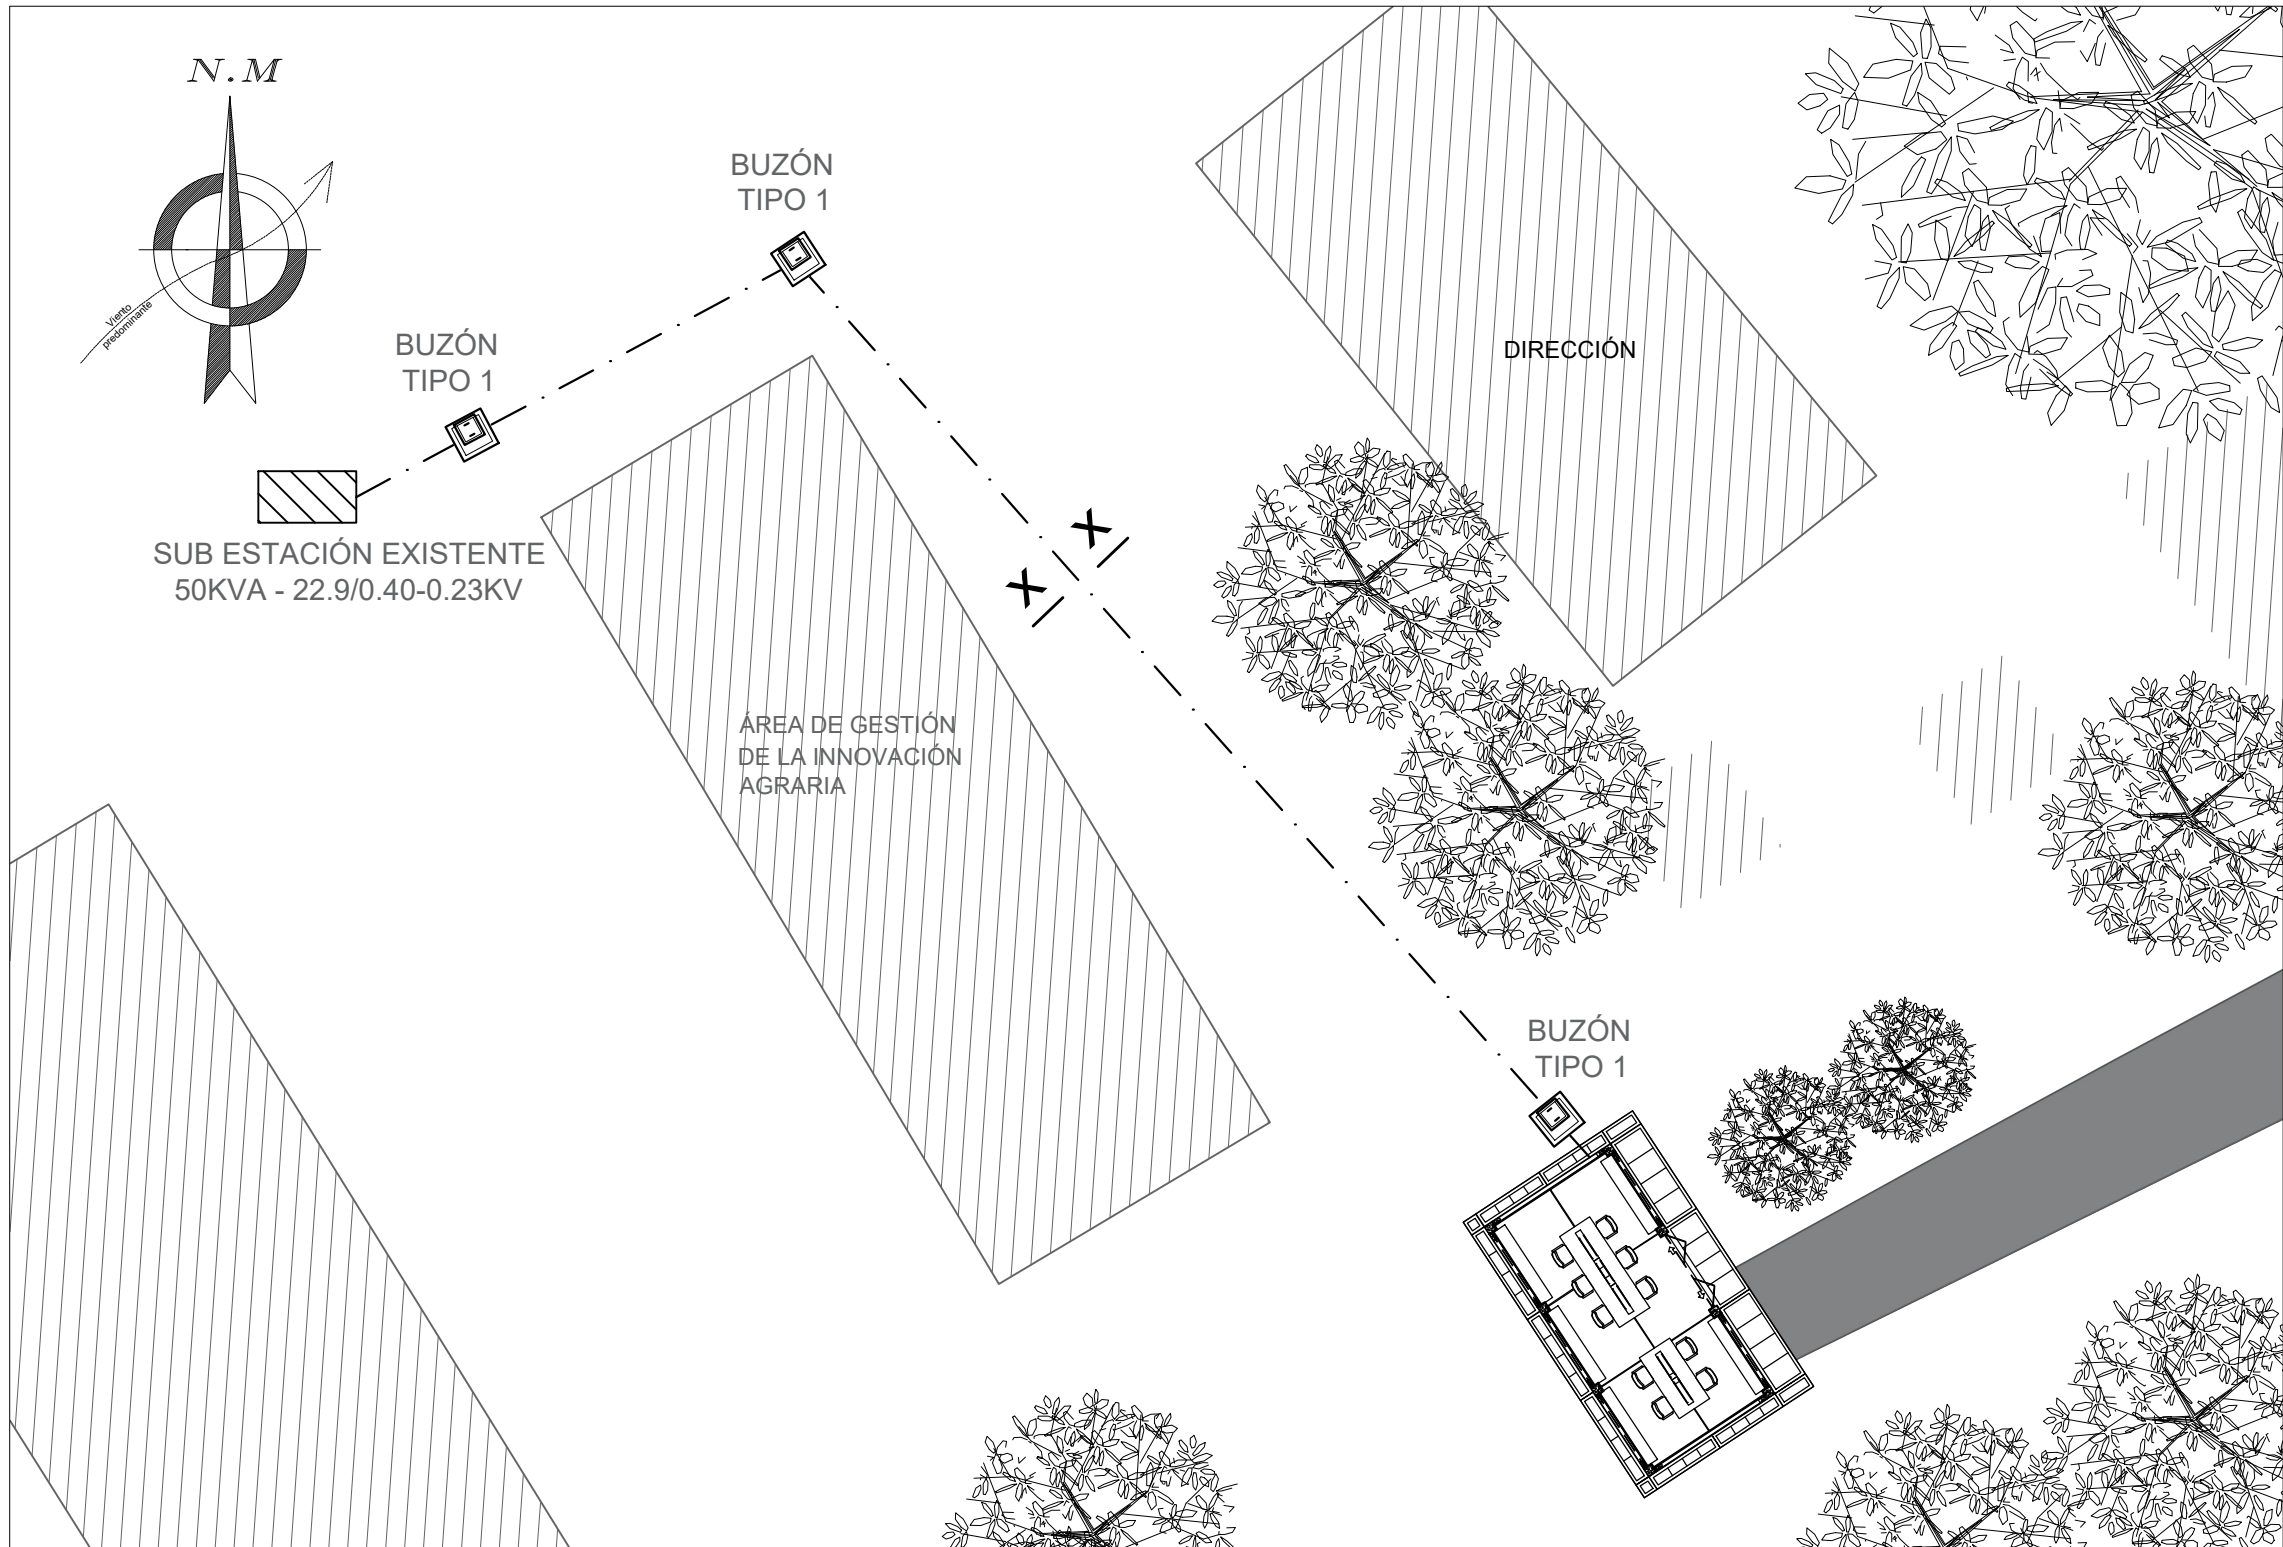 N.M
BUZÓN
TIPO 1
Viento
predominante
BUZÓN
TIPO 1
DIRECCIÓN
X
X
SUB ESTACIÓN EXISTENTE
50KVA - 22.9/0.40-0.23KV
ÁREA DE GESTIÓN
DE LA INNOVACIÓN
AGRARIA
BUZÓN
TIPO 1